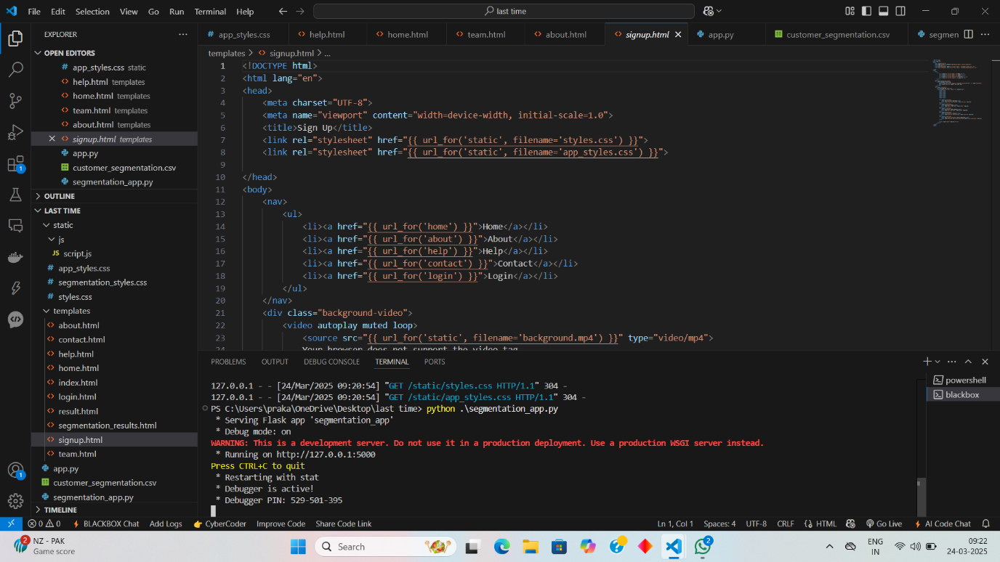 File Edit Selection View Go Run Terminal Help last time
EXPLORER
OPEN EDITORS
# app_styles.css static
<> help.html templates
<> home.html templates
<> team.html templates
<> about.html templates
<> signup.html templates
app.py
customer_segmentation.csv
segmentation_app.py
OUTLINE
LAST TIME
static
js
JS script.js
# app_styles.css
# segmentation_styles.css
# styles.css
templates
<> about.html
<> contact.html
<> help.html
<> home.html
<> index.html
<> login.html
<> result.html
<> segmentation_results.html
<> signup.html
<> team.html
app.py
customer_segmentation.csv
segmentation_app.py
TIMELINE
1
1
# app_styles.css <> help.html <> home.html <> team.html <> about.html <> signup.html app.py customer_segmentation.csv segmen
templates > <> signup.html > ...
1 <!DOCTYPE html>
2 <html lang="en">
3 <head>
4 <meta charset="UTF-8">
5 <meta name="viewport" content="width=device-width, initial-scale=1.0">
6 <title>Sign Up</title>
7 <link rel="stylesheet" href="{{ url_for('static', filename='styles.css') }}">
8 <link rel="stylesheet" href="{{ url_for('static', filename='app_styles.css') }}">
9
10 </head>
11 <body>
12 <nav>
13 <ul>
14 <li><a href="{{ url_for('home') }}">Home</a></li>
15 <li><a href="{{ url_for('about') }}">About</a></li>
16 <li><a href="{{ url_for('help') }}">Help</a></li>
17 <li><a href="{{ url_for('contact') }}">Contact</a></li>
18 <li><a href="{{ url_for('login') }}">Login</a></li>
19 </ul>
20 </nav>
21 <div class="background-video">
22 <video autoplay muted loop>
23 <source src="{{ url_for('static', filename='background.mp4') }}" type="video/mp4">
24 Your browser does not support the video tag
PROBLEMS OUTPUT DEBUG CONSOLE TERMINAL PORTS
127.0.0.1 - - [24/Mar/2025 09:20:54] "GET /static/styles.css HTTP/1.1" 304 -
127.0.0.1 - - [24/Mar/2025 09:20:54] "GET /static/app_styles.css HTTP/1.1" 304 -
PS C:\Users\praka\OneDrive\Desktop\last time> python .\segmentation_app.py
* Serving Flask app 'segmentation_app'
* Debug mode: on
WARNING: This is a development server. Do not use it in a production deployment. Use a production WSGI server instead.
* Running on http://127.0.0.1:5000
Press CTRL+C to quit
* Restarting with stat
* Debugger is active!
* Debugger PIN: 529-501-395
powershell
blackbox
0 0 BLACKBOX Chat Add Logs CyberCoder Improve Code Share Code Link Ln 1, Col 1 Spaces: 4 UTF-8 CRLF HTML Go Live AI Code Chat
2 NZ - PAK
Game score
Search
2
ENG
IN
09:22
24-03-2025